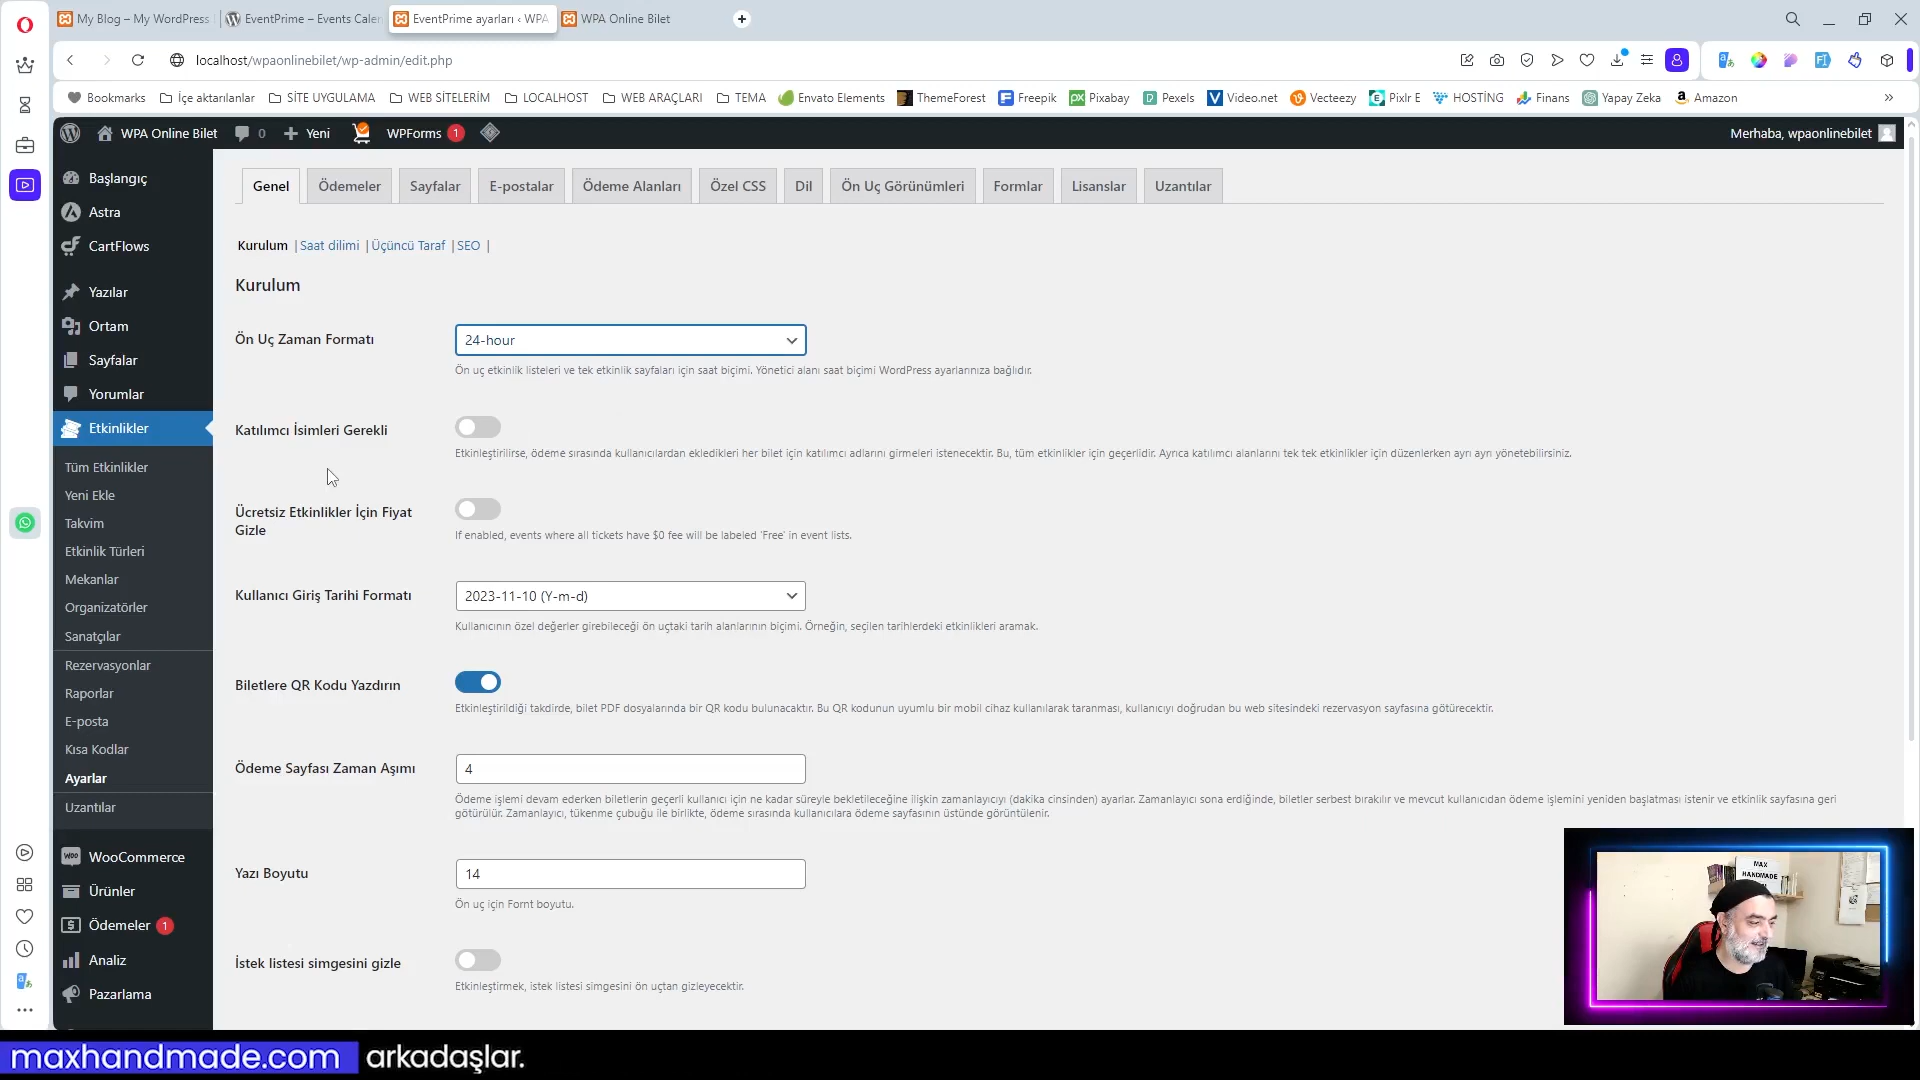 My Blog – My WordPress
EventPrime – Events Calen
EventPrime ayarları ‹ WPA
WPA Online Bilet
localhost/wpaonlinebilet/wp-admin/edit.php
Bookmarks
İçe aktarılanlar
SİTE UYGULAMA
WEB SİTELERİM
LOCALHOST
WEB ARAÇLARI
TEMA
Envato Elements
ThemeForest
Freepik
Pixabay
Pexels
Video.net
Vecteezy
Pixlr E
HOSTİNG
Finans
Yapay Zeka
Amazon
WPA Online Bilet
0
Yeni
WPForms 1
Merhaba, wpaonlinebilet
Başlangıç
Astra
CartFlows
Yazılar
Ortam
Sayfalar
Yorumlar
Etkinlikler
Tüm Etkinlikler
Yeni Ekle
Takvim
Etkinlik Türleri
Mekanlar
Organizatörler
Sanatçılar
Rezervasyonlar
Raporlar
E-posta
Kısa Kodlar
Ayarlar
Uzantılar
WooCommerce
Ürünler
Ödemeler 1
Analiz
Pazarlama
Genel
Ödemeler
Sayfalar
E-postalar
Ödeme Alanları
Özel CSS
Dil
Ön Uç Görünümleri
Formlar
Lisanslar
Uzantılar
Kurulum | Saat dilimi | Üçüncü Taraf | SEO |
Kurulum
Ön Uç Zaman Formatı
24-hour
Ön uç etkinlik listeleri ve tek etkinlik sayfaları için saat biçimi. Yönetici alanı saat biçimi WordPress ayarlarınıza bağlıdır.
Katılımcı İsimleri Gerekli
Etkinleştirilirse, ödeme sırasında kullanıcılardan ekledikleri her bilet için katılımcı adlarını girmeleri istenecektir. Bu, tüm etkinlikler için geçerlidir. Ayrıca katılımcı alanlarını tek tek etkinlikler için düzenlerken ayrı ayrı yönetebilirsiniz.
Ücretsiz Etkinlikler İçin Fiyat
Gizle
If enabled, events where all tickets have $0 fee will be labeled 'Free' in event lists.
Kullanıcı Giriş Tarihi Formatı
2023-11-10 (Y-m-d)
Kullanıcının özel değerler girebileceği ön uçtaki tarih alanlarının biçimi. Örneğin, seçilen tarihlerdeki etkinlikleri aramak.
Biletlere QR Kodu Yazdırın
Etkinleştirildiği takdirde, bilet PDF dosyalarında bir QR kodu bulunacaktır. Bu QR kodunun uyumlu bir mobil cihaz kullanılarak taranması, kullanıcıyı doğrudan bu web sitesindeki rezervasyon sayfasına götürecektir.
Ödeme Sayfası Zaman Aşımı
4
Ödeme işlemi devam ederken biletlerin geçerli kullanıcı için ne kadar süreyle bekletileceğine ilişkin zamanlayıcıyı (dakika cinsinden) ayarlar. Zamanlayıcı sona erdiğinde, biletler serbest bırakılır ve mevcut kullanıcıdan ödeme işlemini yeniden başlatması istenir ve etkinlik sayfasına geri
götürülür. Zamanlayıcı, tükenme çubuğu ile birlikte, ödeme sırasında kullanıcılara ödeme sayfasının üstünde görüntülenir.
Yazı Boyutu
14
Ön uç için Fornt boyutu.
İstek listesi simgesini gizle
Etkinleştirmek, istek listesi simgesini ön uçtan gizleyecektir.
MAX
HANDMADE
maxhandmade.com arkadaşlar.